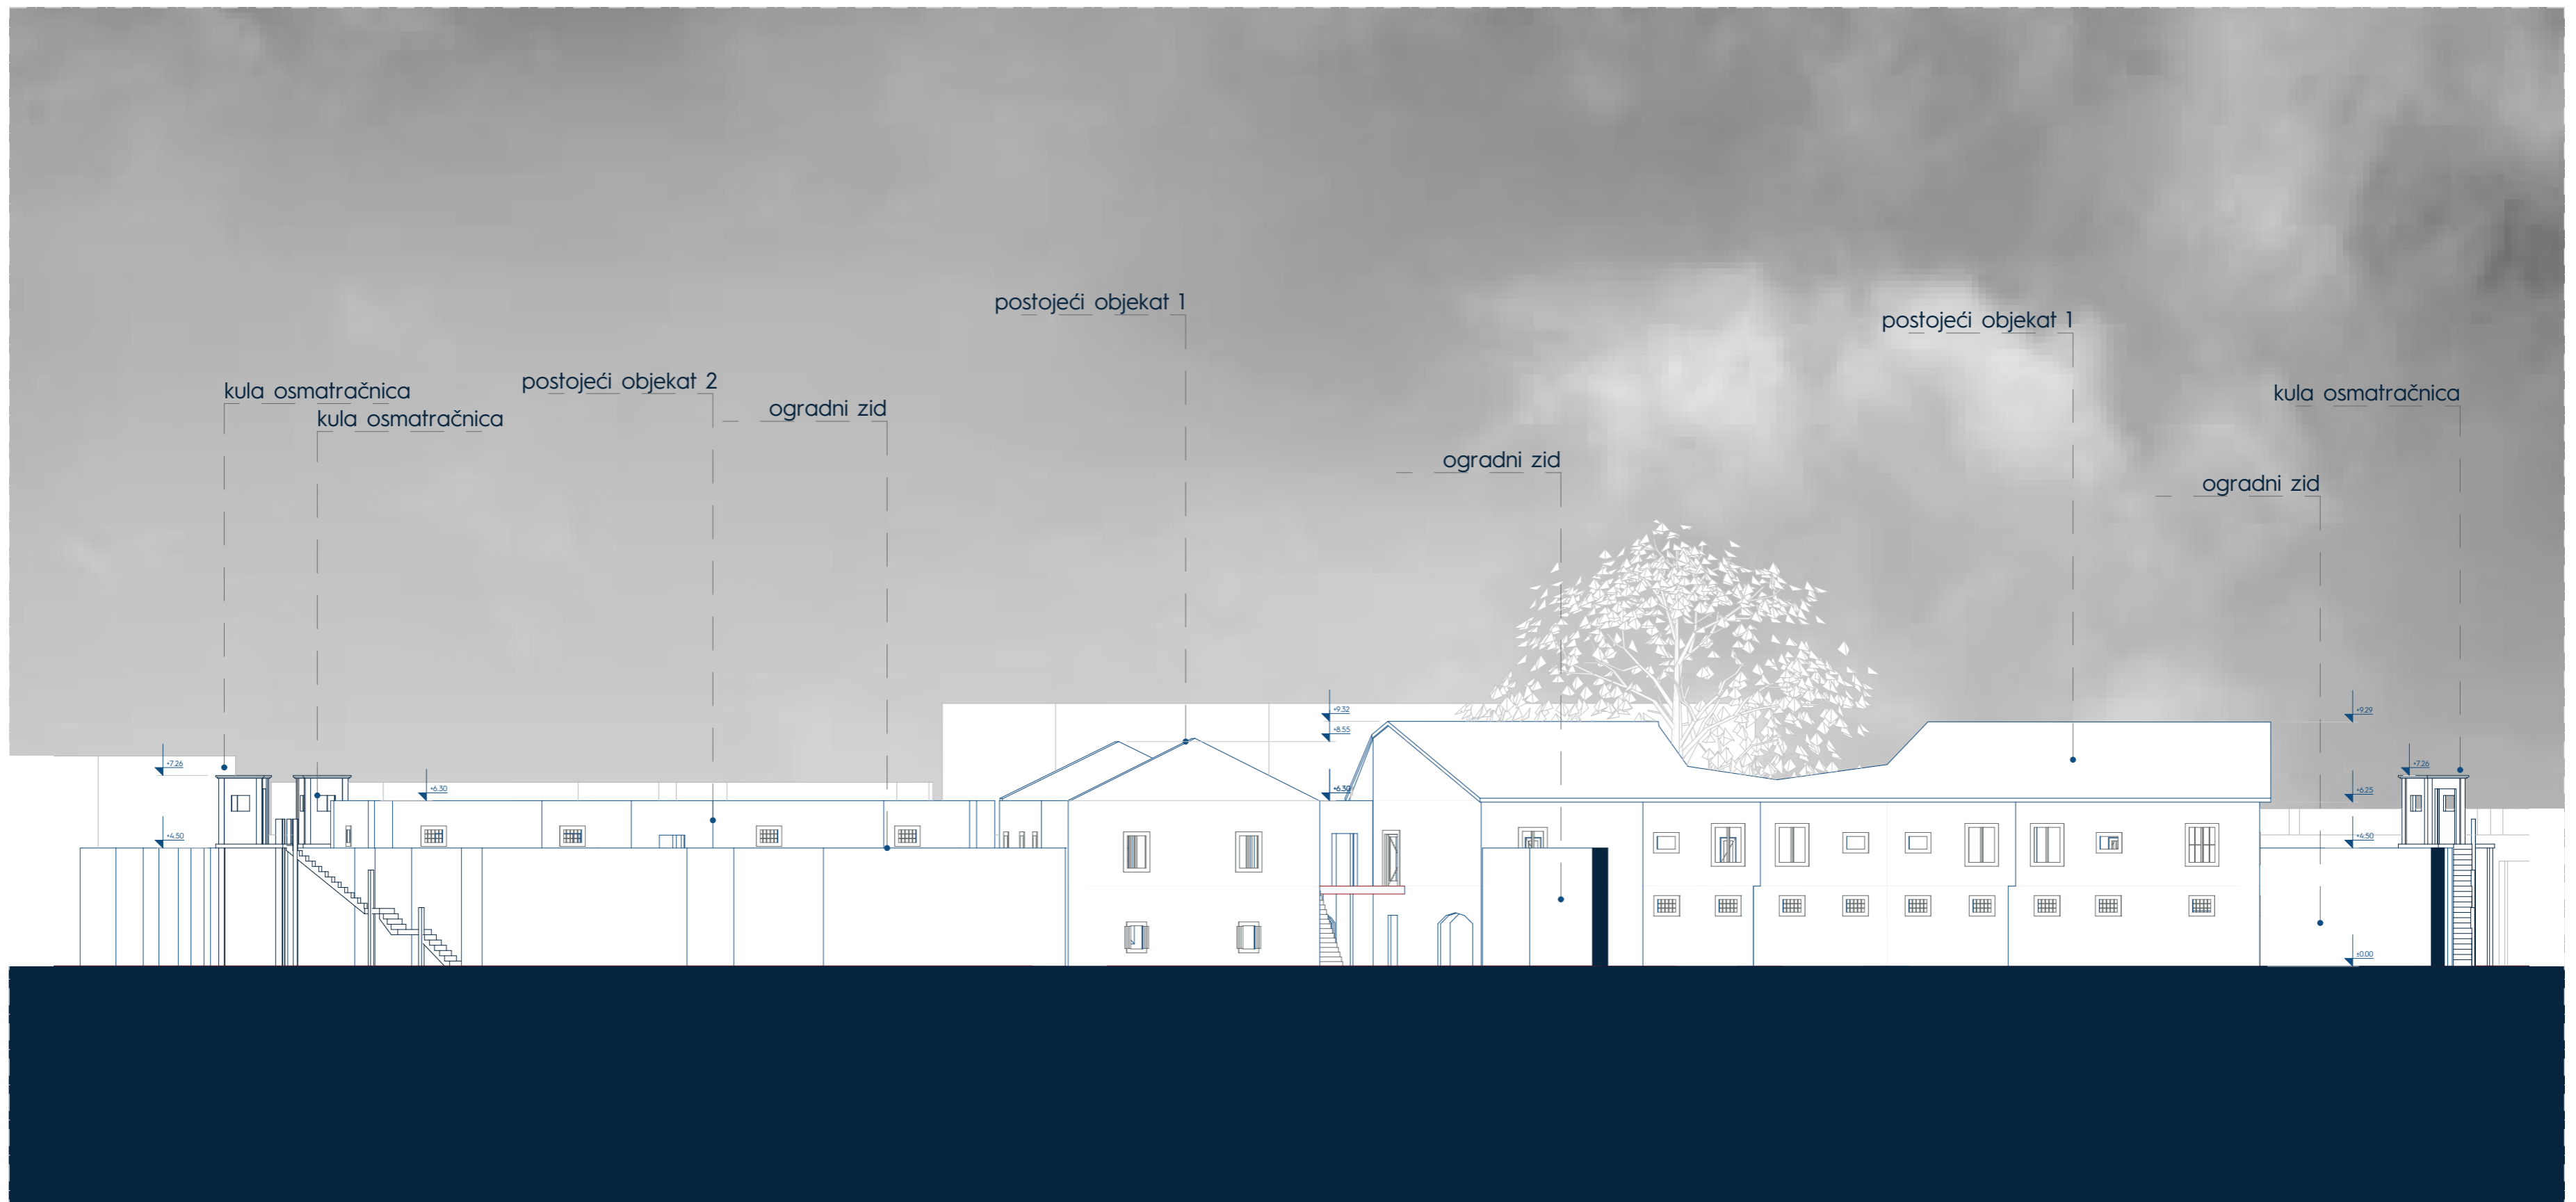 postojeći objekat 1
postojeći objekat 1
postojeći objekat 2
kula osmatračnica
kula osmatračnica
kula osmatračnica
ogradni zid
ogradni zid
ogradni zid
+9.32
+9.29
+8.55
+7.26
+7.26
+6.30
+6.30
+6.25
+4.50
+4.50
±0.00